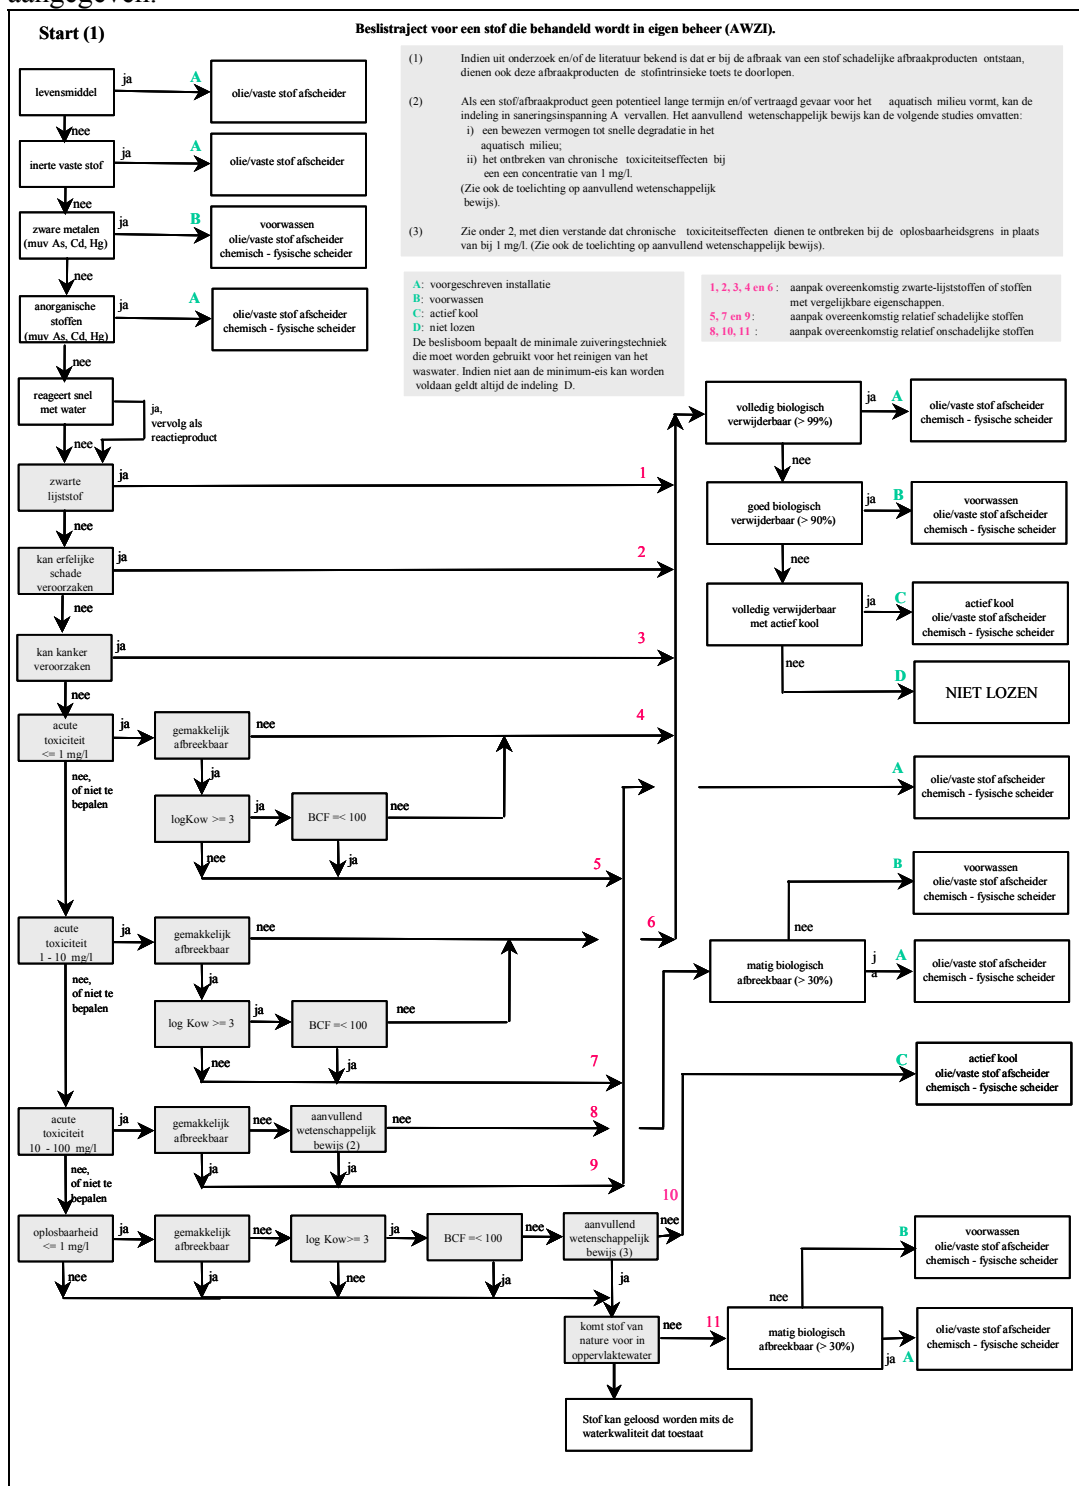 aangegeven.
Start (1)
Beslistraject voor een stof die behandeld wordt in eigen beheer (AWZI).
(1) Indien uit onderzoek en/of de literatuur bekend is dat er bij de afbraak van een stof schadelijke afbraakproducten ontstaan,
dienen ook deze afbraakproducten de stofintrinsieke toets te doorlopen.
(2) Als een stof/afbraakproduct geen potentieel lange termijn en/of vertraagd gevaar voor het aquatisch milieu vormt, kan de
indeling in saneringsinspanning A vervallen. Het aanvullend wetenschappelijk bewijs kan de volgende studies omvatten:
i) een bewezen vermogen tot snelle degradatie in het
aquatisch milieu;
ii) het ontbreken van chronische toxiciteitseffecten bij
een een concentratie van 1 mg/l.
(Zie ook de toelichting op aanvullend wetenschappelijk
bewijs).
(3) Zie onder 2, met dien verstande dat chronische toxiciteitseffecten dienen te ontbreken bij de oplosbaarheidsgrens in plaats
van bij 1 mg/l. (Zie ook de toelichting op aanvullend wetenschappelijk bewijs).
A: voorgeschreven installatie
B: voorwassen
C: actief kool
D: niet lozen
De beslisboom bepaalt de minimale zuiveringstechniek
die moet worden gebruikt voor het reinigen van het
waswater. Indien niet aan de minimum-eis kan worden
voldaan geldt altijd de indeling D.
1, 2, 3, 4 en 6 : aanpak overeenkomstig zwarte-lijststoffen of stoffen
met vergelijkbare eigenschappen.
5, 7 en 9 : aanpak overeenkomstig relatief schadelijke stoffen
8, 10, 11 : aanpak overeenkomstig relatief onschadelijke stoffen
levensmiddel
ja
A
olie/vaste stof afscheider
nee
inerte vaste stof
ja
A
olie/vaste stof afscheider
nee
zware metalen
(muv As, Cd, Hg)
ja
B
voorwassen
olie/vaste stof afscheider
chemisch - fysische scheider
nee
anorganische
stoffen
(muv As, Cd, Hg)
ja
A
olie/vaste stof afscheider
chemisch - fysische scheider
nee
reageert snel
met water
ja,
vervolg als
reactieproduct
nee
zwarte
lijststof
ja
1
nee
kan erfelijke
schade
veroorzaken
ja
2
nee
kan kanker
veroorzaken
ja
3
nee
acute
toxiciteit
<= 1 mg/l
ja
gemakkelijk
afbreekbaar
nee
4
ja
nee,
of niet te
bepalen
logKow >= 3
ja
BCF =< 100
nee
nee
ja
5
acute
toxiciteit
1 - 10 mg/l
ja
gemakkelijk
afbreekbaar
nee
6
ja
nee,
of niet te
bepalen
log Kow >= 3
ja
BCF =< 100
nee
nee
ja
7
acute
toxiciteit
10 - 100 mg/l
ja
gemakkelijk
afbreekbaar
nee
aanvullend
wetenschappelijk
bewijs (2)
nee
8
ja
ja
9
nee,
of niet te
bepalen
oplosbaarheid
<= 1 mg/l
ja
gemakkelijk
afbreekbaar
nee
log Kow>= 3
ja
BCF =< 100
nee
aanvullend
wetenschappelijk
bewijs (3)
nee
10
nee
ja
nee
ja
ja
komt stof van
nature voor in
oppervlaktewater
nee
11
Stof kan geloosd worden mits de
waterkwaliteit dat toestaat
volledig biologisch
verwijderbaar (> 99%)
ja
A
olie/vaste stof afscheider
chemisch - fysische scheider
nee
goed biologisch
verwijderbaar (> 90%)
ja
B
voorwassen
olie/vaste stof afscheider
chemisch - fysische scheider
nee
volledig verwijderbaar
met actief kool
ja
C
actief kool
olie/vaste stof afscheider
chemisch - fysische scheider
nee
D
NIET LOZEN
A
olie/vaste stof afscheider
chemisch - fysische scheider
B
voorwassen
olie/vaste stof afscheider
chemisch - fysische scheider
nee
matig biologisch
afbreekbaar (> 30%)
j
a
A
olie/vaste stof afscheider
chemisch - fysische scheider
C
actief kool
olie/vaste stof afscheider
chemisch - fysische scheider
B
voorwassen
olie/vaste stof afscheider
chemisch - fysische scheider
nee
matig biologisch
afbreekbaar (> 30%)
ja
A
olie/vaste stof afscheider
chemisch - fysische scheider